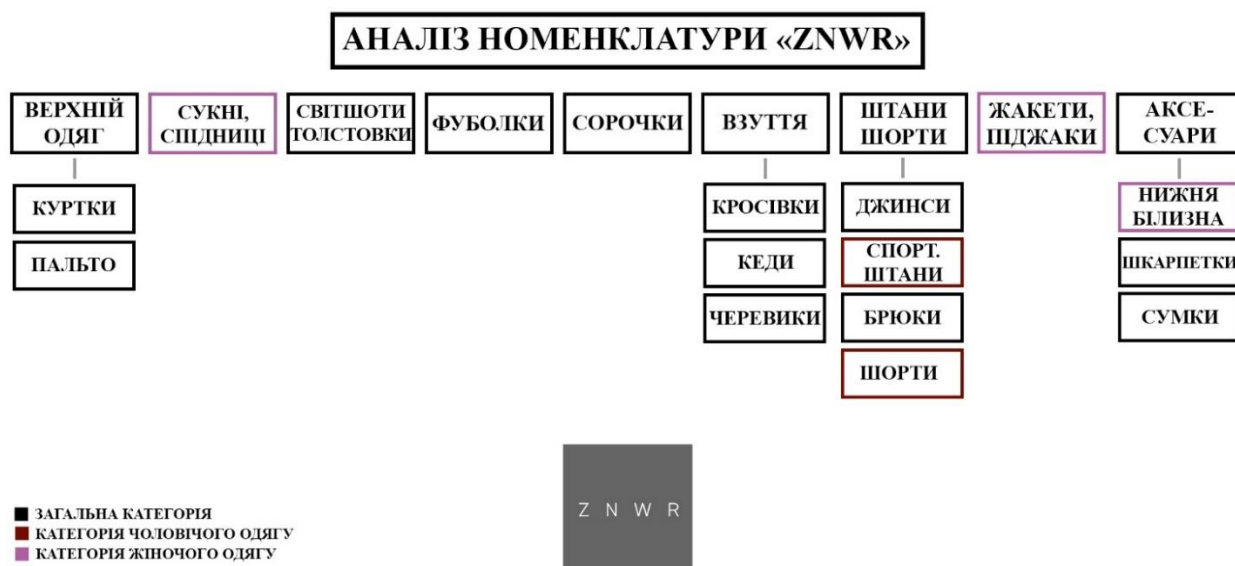 АНАЛІЗ НОМЕНКЛАТУРИ «ZNWR»
ВЕРХНІЙ
ОДЯГ
СУКНІ,
СПІДНИЦІ
СВІТШОТИ
ТОЛСТОВКИ
ФУБОЛКИ
СОРОЧКИ
ВЗУТТЯ
ШТАНИ
ШОРТИ
ЖАКЕТИ,
ПІДЖАКИ
АКСЕ-
СУАРИ
КУРТКИ
ПАЛЬТО
КРОСІВКИ
КЕДИ
ЧЕРЕВИКИ
ДЖИНСИ
СПОРТ.
ШТАНИ
БРЮКИ
ШОРТИ
НИЖНЯ
БІЛИЗНА
ШКАРПЕТКИ
СУМКИ
Z N W R
ЗАГАЛЬНА КАТЕГОРІЯ
КАТЕГОРІЯ ЧОЛОВІЧОГО ОДЯГУ
КАТЕГОРІЯ ЖІНОЧОГО ОДЯГУ